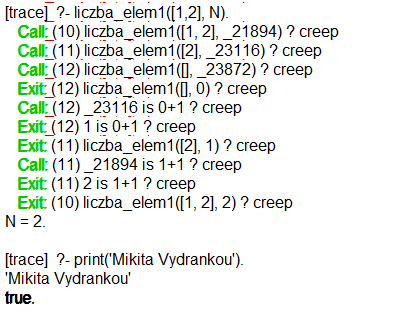 [trace]  ?- liczba_elem1([1,2], N).
Call: (10) liczba_elem1([1, 2], _21894) ? creep
Call: (11) liczba_elem1([2], _23116) ? creep
Call: (12) liczba_elem1([], _23872) ? creep
Exit: (12) liczba_elem1([], 0) ? creep
Call: (12) _23116 is 0+1 ? creep
Exit: (12) 1 is 0+1 ? creep
Exit: (11) liczba_elem1([2], 1) ? creep
Call: (11) _21894 is 1+1 ? creep
Exit: (11) 2 is 1+1 ? creep
Exit: (10) liczba_elem1([1, 2], 2) ? creep
N = 2.
[trace]  ?- print('Mikita Vydrankou').
'Mikita Vydrankou'
true.